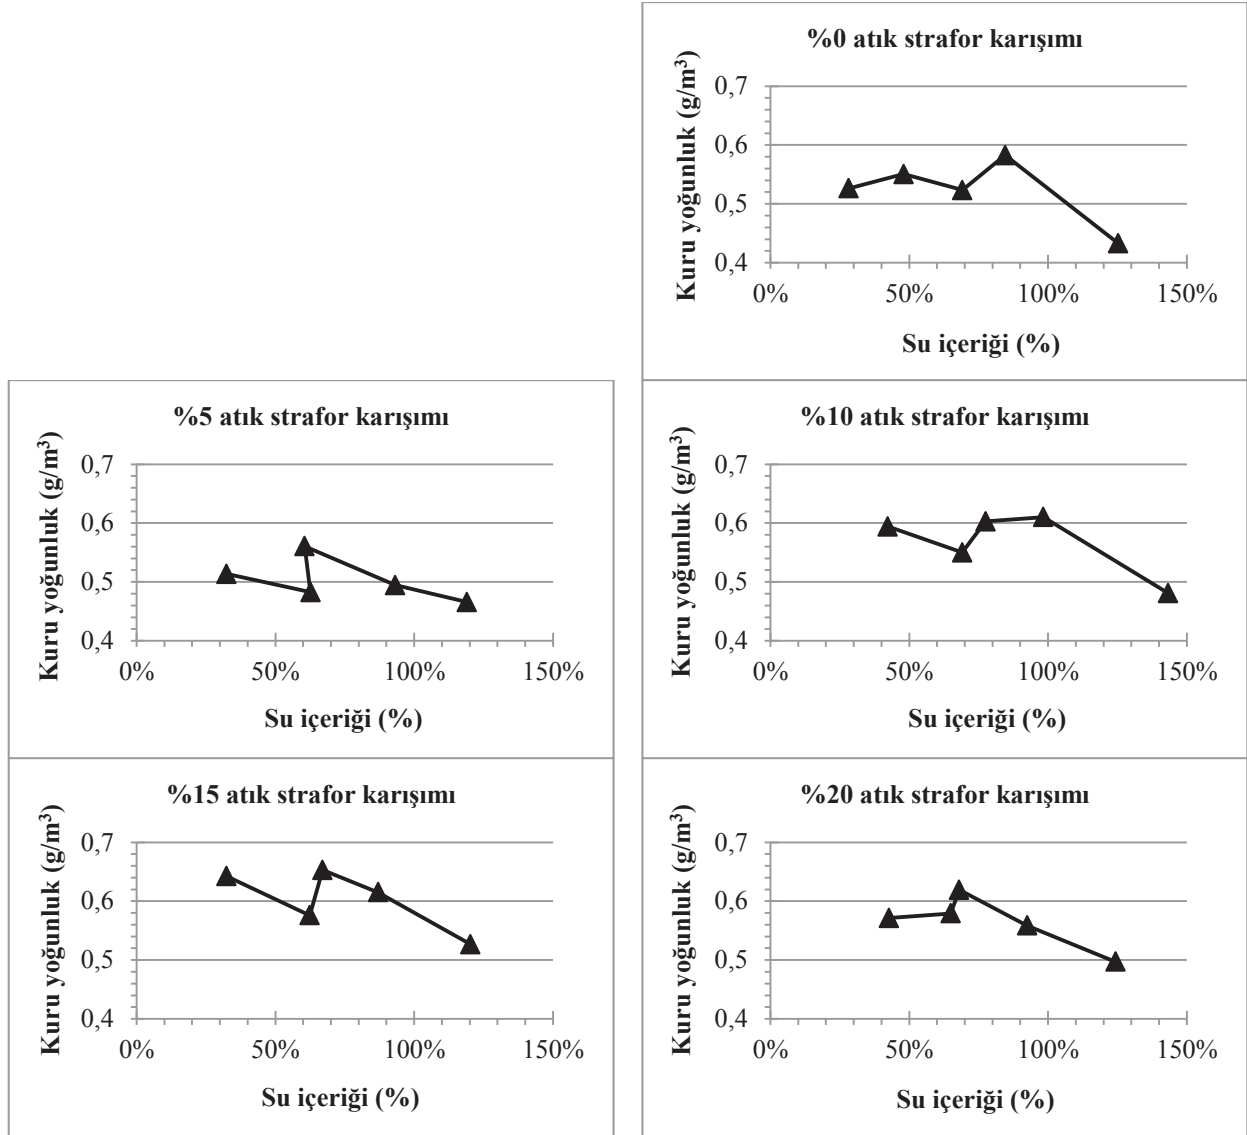 %0 atık strafor karışımı
Kuru yoğunluk (g/m³)
0,7
0,6
0,5
0,4
0% 50% 100% 150%
Su içeriği (%)
%5 atık strafor karışımı
Kuru yoğunluk (g/m³)
0,7
0,6
0,5
0,4
0% 50% 100% 150%
Su içeriği (%)
%10 atık strafor karışımı
Kuru yoğunluk (g/m³)
0,7
0,6
0,5
0,4
0% 50% 100% 150%
Su içeriği (%)
%15 atık strafor karışımı
Kuru yoğunluk (g/m³)
0,7
0,6
0,5
0,4
0% 50% 100% 150%
Su içeriği (%)
%20 atık strafor karışımı
Kuru yoğunluk (g/m³)
0,7
0,6
0,5
0,4
0% 50% 100% 150%
Su içeriği (%)